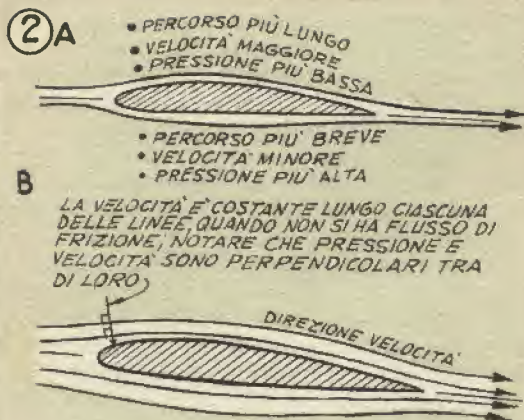 2 A
• PERCORSO PIÙ LUNGO
• VELOCITÀ MAGGIORE
• PRESSIONE PIÙ BASSA
• PERCORSO PIÙ BREVE
• VELOCITÀ MINORE
• PRESSIONE PIÙ ALTA
B
LA VELOCITÀ È COSTANTE LUNGO CIASCUNA
DELLE LINEE, QUANDO NON SI HA FLUSSO DI
FRIZIONE, NOTARE CHE PRESSIONE E
VELOCITÀ SONO PERPENDICOLARI TRA
DI LORO
DIREZIONE VELOCITÀ